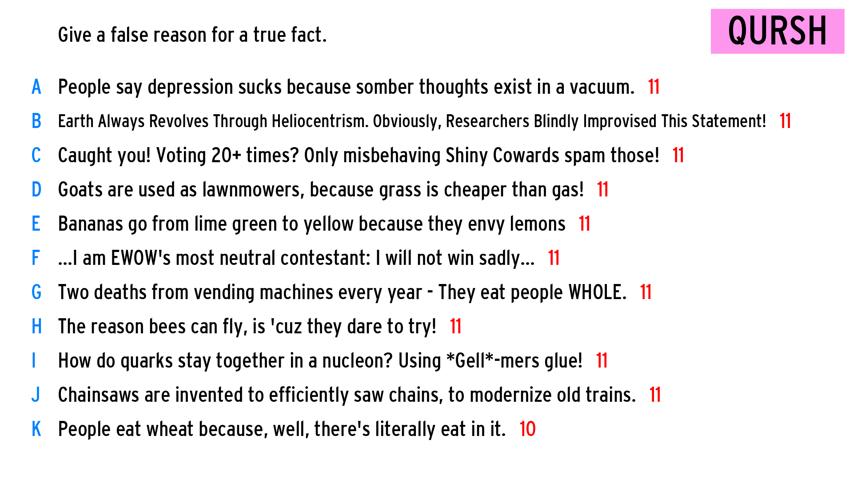 Give a false reason for a true fact.
QURSH
A People say depression sucks because somber thoughts exist in a vacuum. 11
B Earth Always Revolves Through Heliocentrism. Obviously, Researchers Blindly Improvised This Statement! 11
C Caught you! Voting 20+ times? Only misbehaving Shiny Cowards spam those! 11
D Goats are used as lawnmowers, because grass is cheaper than gas! 11
E Bananas go from lime green to yellow because they envy lemons 11
F ...I am EWOW's most neutral contestant: I will not win sadly... 11
G Two deaths from vending machines every year - They eat people WHOLE. 11
H The reason bees can fly, is 'cuz they dare to try! 11
I How do quarks stay together in a nucleon? Using *Gell*-mers glue! 11
J Chainsaws are invented to efficiently saw chains, to modernize old trains. 11
K People eat wheat because, well, there's literally eat in it. 10